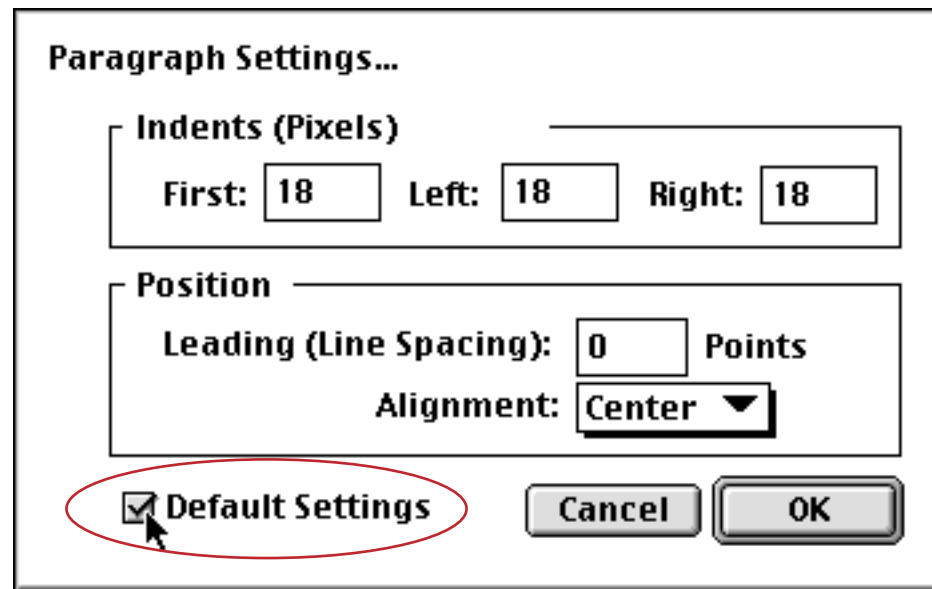 Paragraph Settings...
Indents (Pixels)
First: 18 Left: 18 Right: 18
Position
Leading (Line Spacing): 0 Points
Alignment: Center
Default Settings Cancel OK